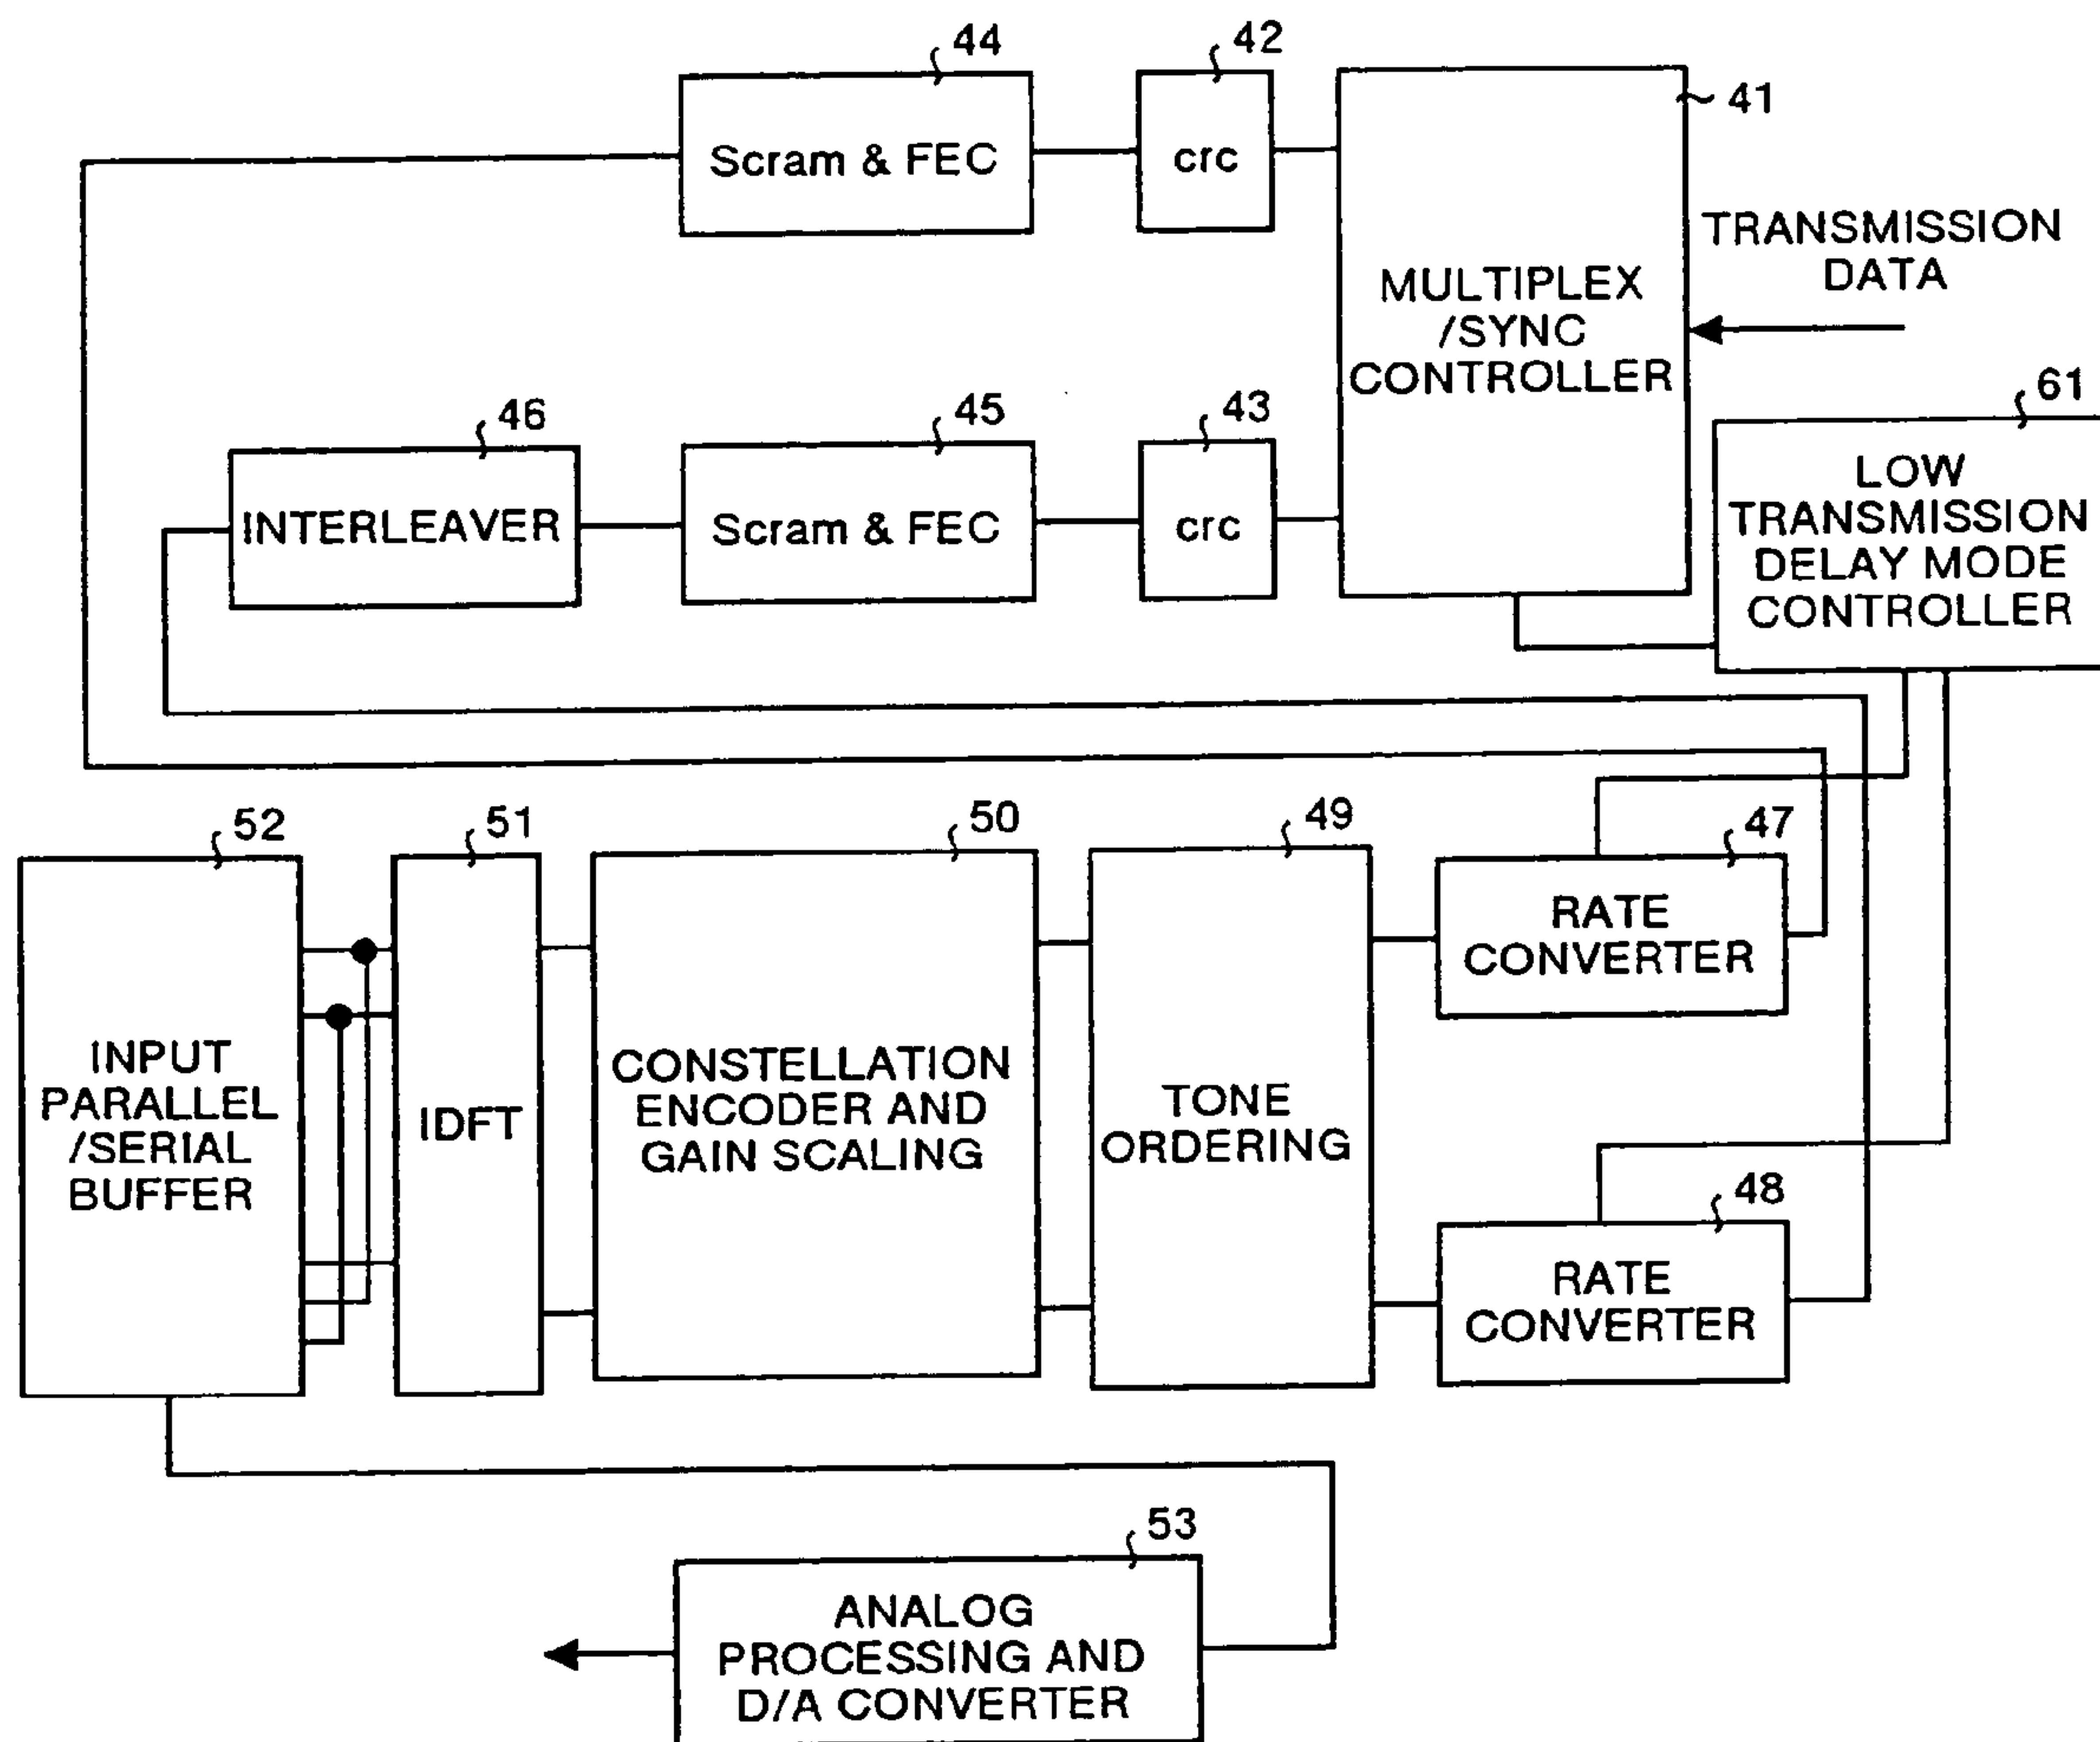 44
42
41
Scram & FEC
crc
TRANSMISSION
DATA
MULTIPLEX
/SYNC
CONTROLLER
61
46
45
43
LOW
TRANSMISSION
DELAY MODE
CONTROLLER
INTERLEAVER
Scram & FEC
crc
52
51
50
49
47
RATE
CONVERTER
INPUT
PARALLEL
/SERIAL
BUFFER
IDFT
CONSTELLATION
ENCODER AND
GAIN SCALING
TONE
ORDERING
48
RATE
CONVERTER
53
ANALOG
PROCESSING AND
D/A CONVERTER